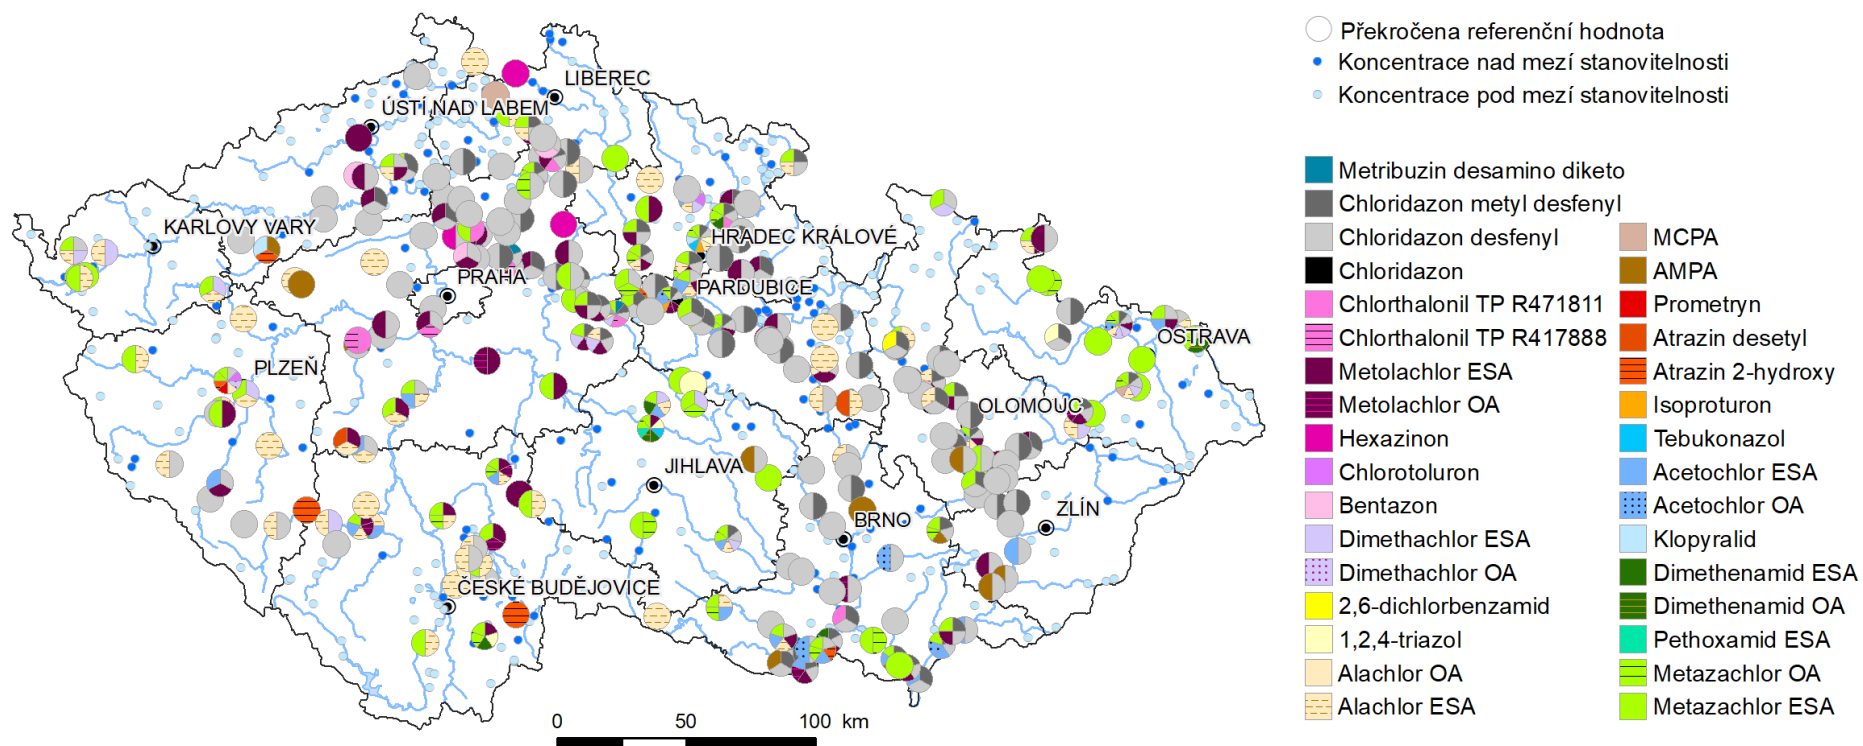 LIBEREC
ÚSTÍ NAD LABEM
KARLOVY VARY
HRADEC KRÁLOVÉ
PRAHA
PARDUBICE
OSTRAVA
PLZEŇ
OLOMOUC
JIHLAVA
ZLÍN
BRNO
ČESKÉ BUDĚJOVICE
0 50 100 km
Překročena referenční hodnota
Koncentrace nad mezí stanovitelnosti
Koncentrace pod mezí stanovitelnosti
Metribuzin desamino diketo
Chloridazon metyl desfenyl
Chloridazon desfenyl
Chloridazon
Chlorthalonil TP R471811
Chlorthalonil TP R417888
Metolachlor ESA
Metolachlor OA
Hexazinon
Chlorotoluron
Bentazon
Dimethachlor ESA
Dimethachlor OA
2,6-dichlorbenzamid
1,2,4-triazol
Alachlor OA
Alachlor ESA
MCPA
AMPA
Prometryn
Atrazin desetyl
Atrazin 2-hydroxy
Isoproturon
Tebukonazol
Acetochlor ESA
Acetochlor OA
Klopyralid
Dimethenamid ESA
Dimethenamid OA
Pethoxamid ESA
Metazachlor OA
Metazachlor ESA